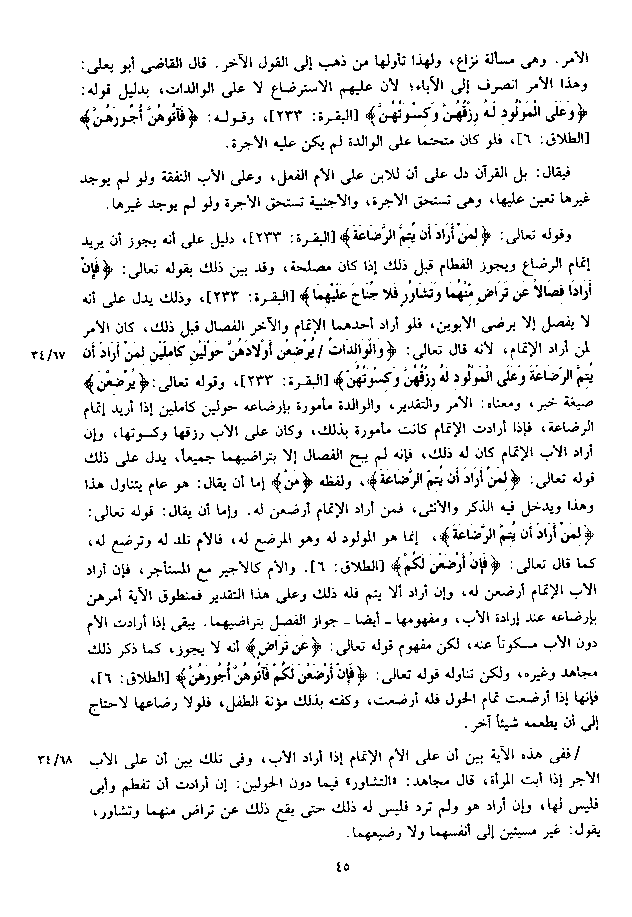 الأمر. وهى مسألة نزاع، ولهذا تأولها من ذهب إلى القول الآخر. قال القاضي أبو يعلى:
وهذا الأمر انصرف إلى الآباء؛ لأن عليهم الاسترضاع لا على الوالدات، بدليل قوله:
﴿وَعَلَى الْمَوْلُودِ لَهُ رِزْقُهُنَّ وَكِسْوَتُهُنَّ﴾ [البقرة: ٢٣٣]، وقوله: ﴿فَآتُوهُنَّ أُجُورَهُنَّ﴾
[الطلاق: ٦]، فلو كان متحتما على الوالدة لم يكن عليه الأجرة.
فيقال: بل القرآن دل على أن للابن على الأم الفعل، وعلى الأب النفقة ولو لم يوجد
غيرها تعين عليها، وهى تستحق الأجرة، والأجنبية تستحق الأجرة ولو لم يوجد غيرها.
وقوله تعالى: ﴿لِمَنْ أَرَادَ أَن يُتِمَّ الرَّضَاعَةَ﴾ [البقرة: ٢٣٣]، دليل على أنه يجوز أن يريد
إتمام الرضاع ويجوز الفطام قبل ذلك إذا كان مصلحة، وقد بين ذلك بقوله تعالى: ﴿فَإِنْ
أَرَادَا فِصَالاً عَن تَرَاضٍ مِّنْهُمَا وَتَشَاوُرٍ فَلا جُنَاحَ عَلَيْهِمَا﴾ [البقرة: ٢٣٣]، وذلك يدل على أنه
لا يفصل إلا برضى الأبوين، فلو أراد أحدهما الإتمام والآخر الفصال قبل ذلك، كان الأمر
لمن أراد الإتمام، لأنه قال تعالى: ﴿وَالْوَالِدَاتُ / يُرْضِعْنَ أَوْلادَهُنَّ حَوْلَيْنِ كَامِلَيْنِ لِمَنْ أَرَادَ أَن ٣٤/٦٧
يُتِمَّ الرَّضَاعَةَ وَعَلَى الْمَوْلُودِ لَهُ رِزْقُهُنَّ وَكِسْوَتُهُنَّ﴾ [البقرة: ٢٣٣]، وقوله تعالى: ﴿يُرْضِعْنَ﴾
صيغة خبر، ومعناه: الأمر والتقدير، والوالدة مأمورة بإرضاعه حولين كاملين إذا أريد إتمام
الرضاعة، فإذا أرادت الإتمام كانت مأمورة بذلك، وكان على الأب رزقها وكسوتها، وإن
أراد الأب الإتمام كان له ذلك، فإنه لم يبح الفصال إلا بتراضيهما جميعاً، يدل على ذلك
قوله تعالى: ﴿لِمَنْ أَرَادَ أَن يُتِمَّ الرَّضَاعَةَ﴾، ولفظه ﴿مَنْ﴾ إما أن يقال: هو عام يتناول هذا
وهذا ويدخل فيه الذكر والأنثى، فمن أراد الإتمام أرضعن له. وإما أن يقال: قوله تعالى:
﴿لِمَنْ أَرَادَ أَن يُتِمَّ الرَّضَاعَةَ﴾، إنما هو المولود له وهو المرضع له، فالأم تلد له وترضع له،
كما قال تعالى: ﴿فَإِنْ أَرْضَعْنَ لَكُمْ﴾ [الطلاق: ٦]. والأم كالأجير مع المستأجر، فإن أراد
الأب الإتمام أرضعن له، وإن أراد ألا يتم فله ذلك وعلى هذا التقدير فمنطوق الآية أمرهن
بإرضاعه عند إرادة الأب، ومفهومها ـ أيضا ـ جواز الفصل بتراضيهما. يبقى إذا أرادت الأم
دون الأب مسكوتاً عنه، لكن مفهوم قوله تعالى: ﴿عَن تَرَاضٍ﴾ أنه لا يجوز، كما ذكر ذلك
مجاهد وغيره، ولكن تناوله قوله تعالى: ﴿فَإِنْ أَرْضَعْنَ لَكُمْ فَآتُوهُنَّ أُجُورَهُنَّ﴾ [الطلاق: ٦]،
فإنها إذا أرضعت تمام الحول فله أرضعت، وكفته بذلك مؤنة الطفل، فلولا رضاعها لاحتاج
إلى أن يطعمه شيئاً آخر.
/ ففى هذه الآية بين أن على الأم الإتمام إذا أراد الأب، وفى تلك بين أن على الأب ٣٤/٦٨
الأجر إذا أبت المرأة، قال مجاهد: «التشاور» فيما دون الحولين: إن أرادت أن تفطم وأبى
فليس لها، وإن أراد هو ولم ترد فليس له ذلك حتى يقع ذلك عن تراض منهما وتشاور،
يقول: غير مسيئين إلى أنفسهما ولا رضيعهما.
٤٥